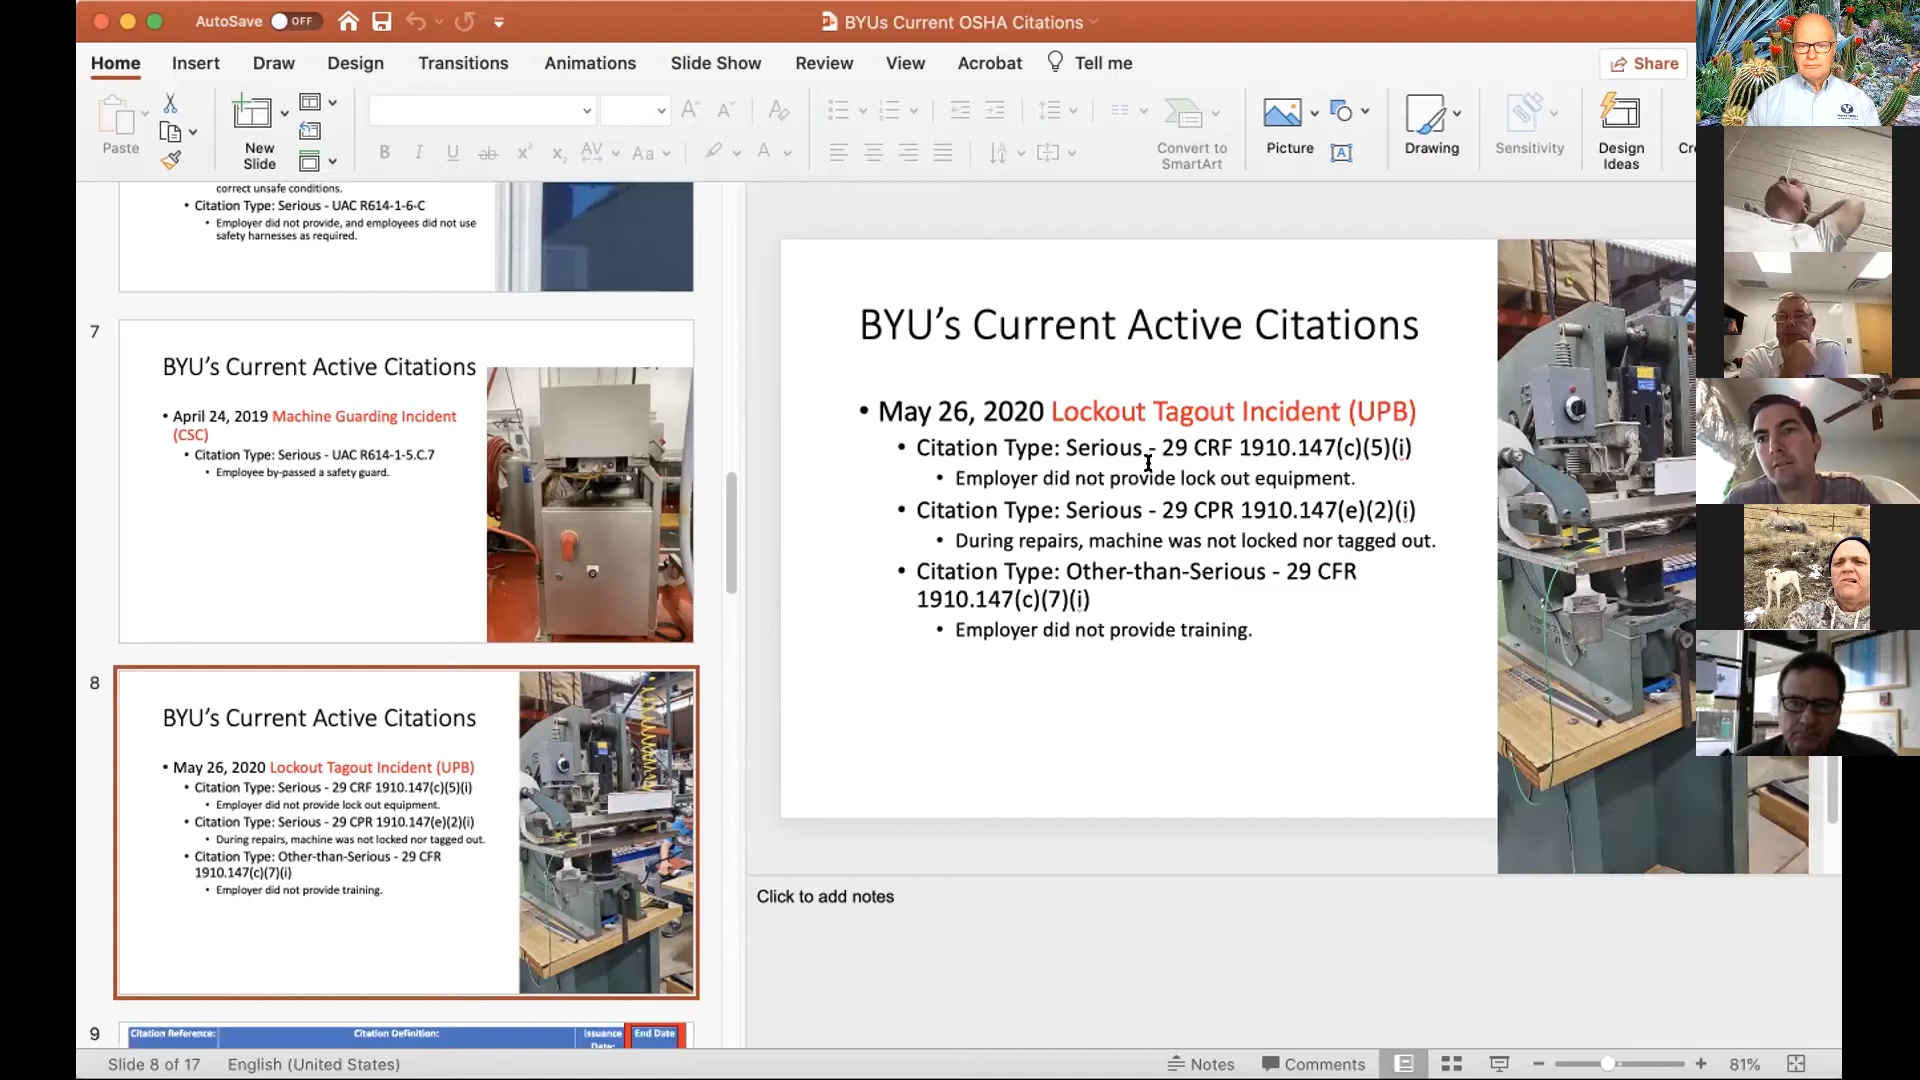 AutoSave OFF
BYUs Current OSHA Citations
Home Insert Draw Design Transitions Animations Slide Show Review View Acrobat Tell me
Share
Paste
New
Slide
B I U ab x² x₂ AV Aa A
Convert to
SmartArt
Picture
Drawing
Sensitivity
Design
Ideas
correct unsafe conditions.
• Citation Type: Serious - UAC R614-1-6-C
• Employer did not provide, and employees did not use
safety harnesses as required.
7
BYU's Current Active Citations
• April 24, 2019 Machine Guarding Incident
(CSC)
• Citation Type: Serious - UAC R614-1-5.C.7
• Employee by-passed a safety guard.
8
BYU's Current Active Citations
• May 26, 2020 Lockout Tagout Incident (UPB)
• Citation Type: Serious - 29 CRF 1910.147(c)(5)(i)
• Employer did not provide lock out equipment.
• Citation Type: Serious - 29 CPR 1910.147(e)(2)(i)
• During repairs, machine was not locked nor tagged out.
• Citation Type: Other-than-Serious - 29 CFR
1910.147(c)(7)(i)
• Employer did not provide training.
9
Citation Reference: Citation Definition: Issuance End Date
Date:
BYU’s Current Active Citations
• May 26, 2020 Lockout Tagout Incident (UPB)
• Citation Type: Serious - 29 CRF 1910.147(c)(5)(i)
• Employer did not provide lock out equipment.
• Citation Type: Serious - 29 CPR 1910.147(e)(2)(i)
• During repairs, machine was not locked nor tagged out.
• Citation Type: Other-than-Serious - 29 CFR
1910.147(c)(7)(i)
• Employer did not provide training.
Click to add notes
Slide 8 of 17 English (United States) Notes Comments 81%